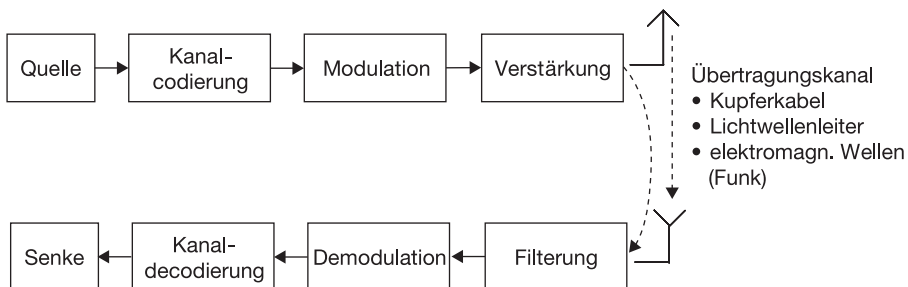 Quelle
Kanal-
codierung
Modulation
Verstärkung
Übertragungskanal
• Kupferkabel
• Lichtwellenleiter
• elektromagn. Wellen
(Funk)
Senke
Kanal-
decodierung
Demodulation
Filterung